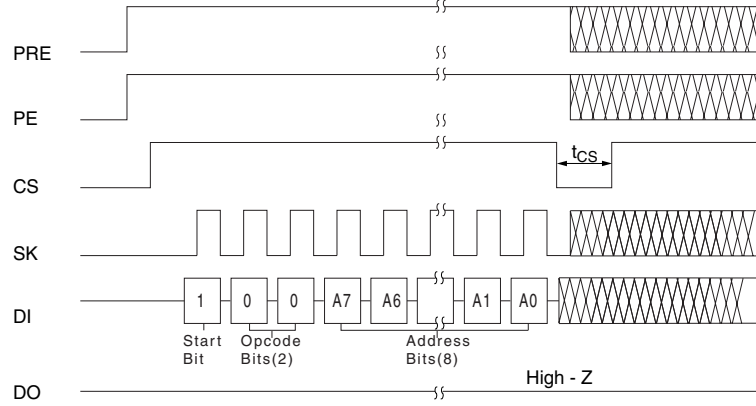 PRE
PE
CS
tCS
SK
DI
1 0 0 A7 A6 A1 A0
Start Bit
Opcode Bits(2)
Address Bits(8)
DO
High - Z